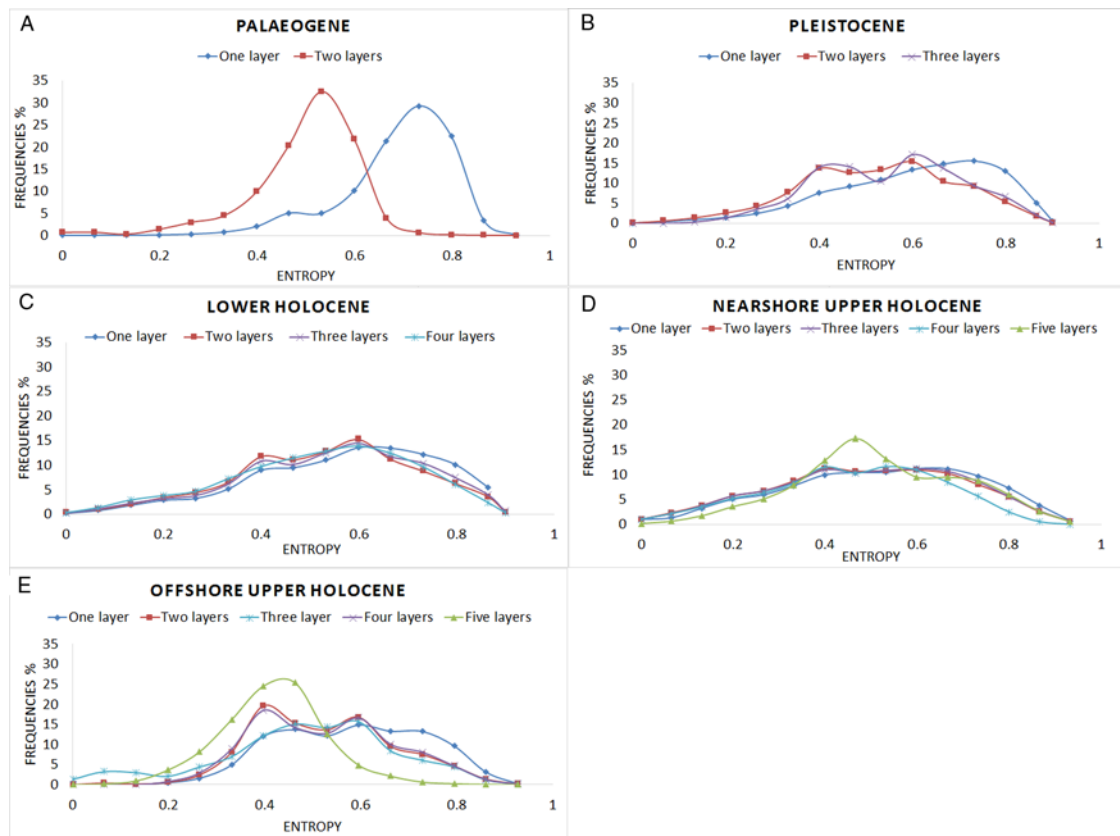 A
PALAEOGENE
One layer Two layers
FREQUENCIES %
35
30
25
20
15
10
5
0
0 0.2 0.4 0.6 0.8 1
ENTROPY
B
PLEISTOCENE
One layer Two layers Three layers
FREQUENCIES %
35
30
25
20
15
10
5
0
0 0.2 0.4 0.6 0.8 1
ENTROPY
C
LOWER HOLOCENE
One layer Two layers Three layers Four layers
FREQUENCIES %
35
30
25
20
15
10
5
0
0 0.2 0.4 0.6 0.8 1
ENTROPY
D
NEARSHORE UPPER HOLOCENE
One layer Two layers Three layers Four layers Five layers
FREQUENCIES %
35
30
25
20
15
10
5
0
0 0.2 0.4 0.6 0.8 1
ENTROPY
E
OFFSHORE UPPER HOLOCENE
One layer Two layers Three layer Four layers Five layers
FREQUENCIES %
35
30
25
20
15
10
5
0
0 0.2 0.4 0.6 0.8 1
ENTROPY